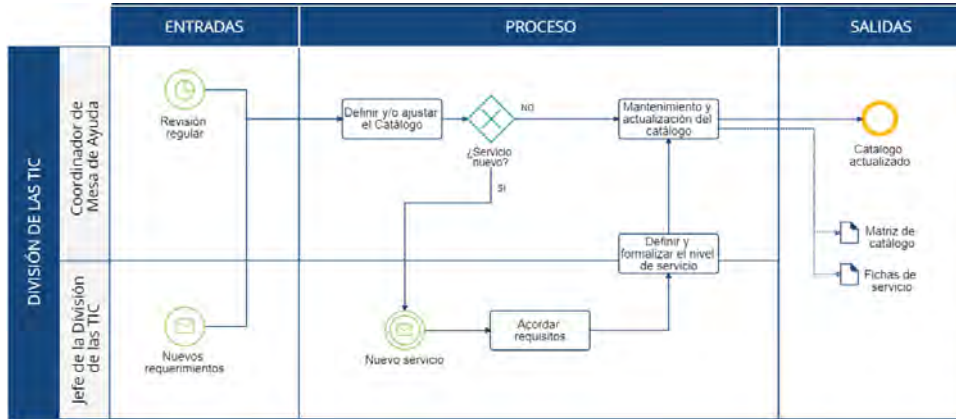 ENTRADAS
PROCESO
SALIDAS
DIVISIÓN DE LAS TIC
Coordinador de
Mesa de Ayuda
Revisión
regular
Definir y/o ajustar
el Catálogo
¿Servicio
nuevo?
NO
SI
Mantenimiento y
actualización del
catálogo
Catalogo
actualizado
Matriz de
catálogo
Fichas de
servicio
Definir y
formalizar el nivel
de servicio
Jefe de la División
de las TIC
Nuevos
requerimientos
Nuevo servicio
Acordar
requisitos